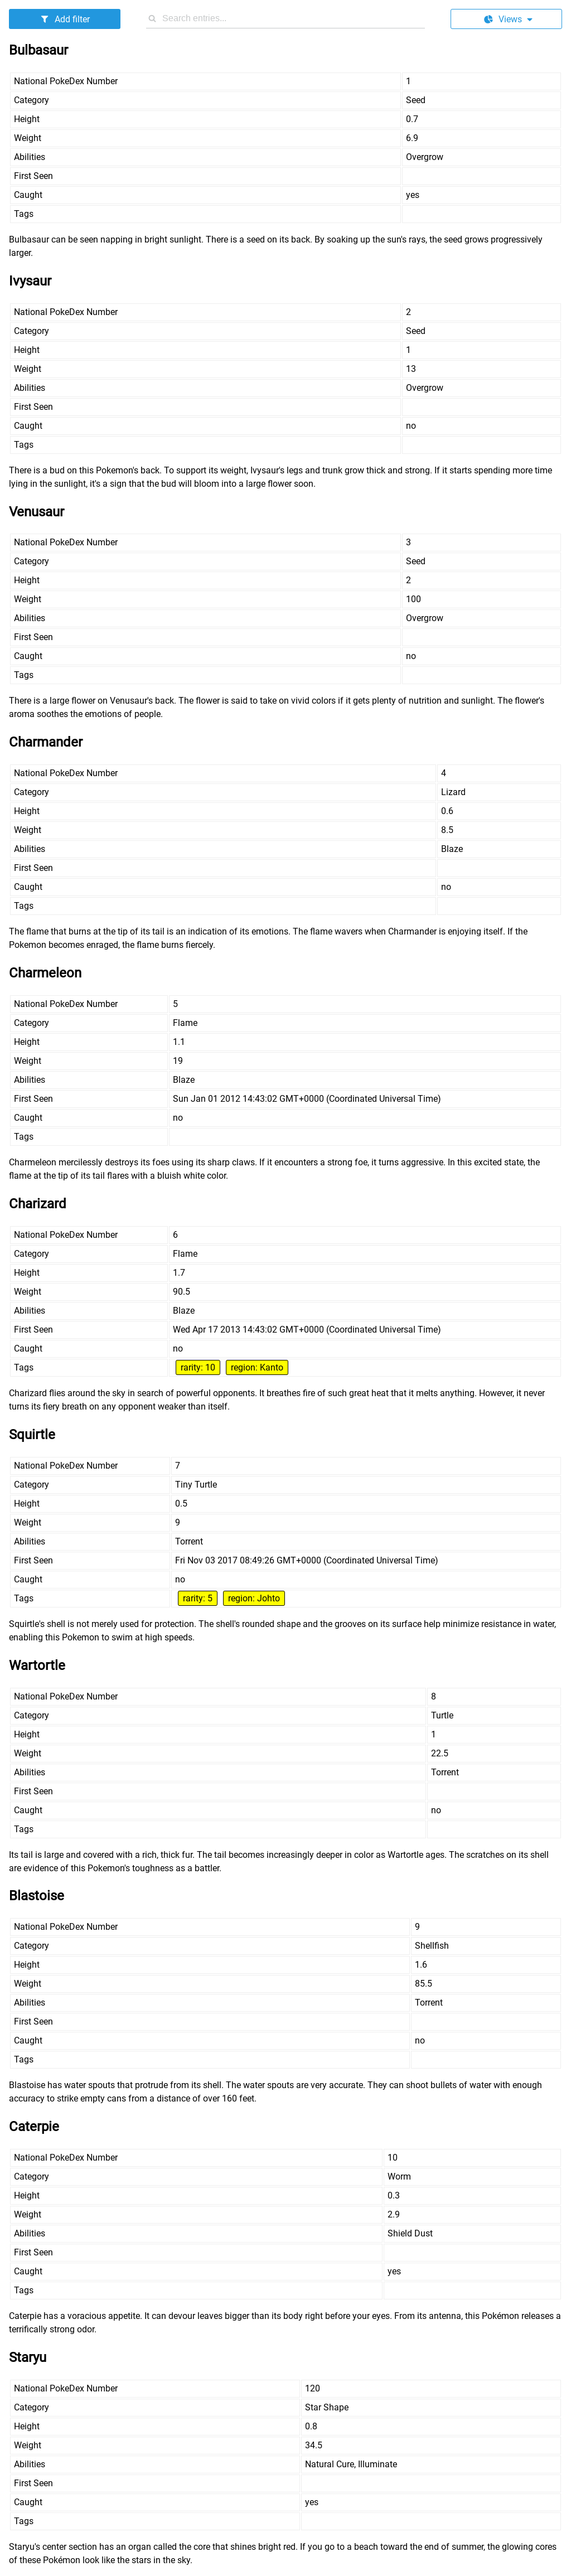 Add filter Search entries... Views
Bulbasaur
National PokeDex Number 1
Category Seed
Height 0.7
Weight 6.9
Abilities Overgrow
First Seen
Caught yes
Tags
Bulbasaur can be seen napping in bright sunlight. There is a seed on its back. By soaking up the sun's rays, the seed grows progressively
larger.
Ivysaur
National PokeDex Number 2
Category Seed
Height 1
Weight 13
Abilities Overgrow
First Seen
Caught no
Tags
There is a bud on this Pokemon's back. To support its weight, Ivysaur's legs and trunk grow thick and strong. If it starts spending more time
lying in the sunlight, it's a sign that the bud will bloom into a large flower soon.
Venusaur
National PokeDex Number 3
Category Seed
Height 2
Weight 100
Abilities Overgrow
First Seen
Caught no
Tags
There is a large flower on Venusaur's back. The flower is said to take on vivid colors if it gets plenty of nutrition and sunlight. The flower's
aroma soothes the emotions of people.
Charmander
National PokeDex Number 4
Category Lizard
Height 0.6
Weight 8.5
Abilities Blaze
First Seen
Caught no
Tags
The flame that burns at the tip of its tail is an indication of its emotions. The flame wavers when Charmander is enjoying itself. If the
Pokemon becomes enraged, the flame burns fiercely.
Charmeleon
National PokeDex Number 5
Category Flame
Height 1.1
Weight 19
Abilities Blaze
First Seen Sun Jan 01 2012 14:43:02 GMT+0000 (Coordinated Universal Time)
Caught no
Tags
Charmeleon mercilessly destroys its foes using its sharp claws. If it encounters a strong foe, it turns aggressive. In this excited state, the
flame at the tip of its tail flares with a bluish white color.
Charizard
National PokeDex Number 6
Category Flame
Height 1.7
Weight 90.5
Abilities Blaze
First Seen Wed Apr 17 2013 14:43:02 GMT+0000 (Coordinated Universal Time)
Caught no
Tags rarity: 10 region: Kanto
Charizard flies around the sky in search of powerful opponents. It breathes fire of such great heat that it melts anything. However, it never
turns its fiery breath on any opponent weaker than itself.
Squirtle
National PokeDex Number 7
Category Tiny Turtle
Height 0.5
Weight 9
Abilities Torrent
First Seen Fri Nov 03 2017 08:49:26 GMT+0000 (Coordinated Universal Time)
Caught no
Tags rarity: 5 region: Johto
Squirtle's shell is not merely used for protection. The shell's rounded shape and the grooves on its surface help minimize resistance in water,
enabling this Pokemon to swim at high speeds.
Wartortle
National PokeDex Number 8
Category Turtle
Height 1
Weight 22.5
Abilities Torrent
First Seen
Caught no
Tags
Its tail is large and covered with a rich, thick fur. The tail becomes increasingly deeper in color as Wartortle ages. The scratches on its shell
are evidence of this Pokemon's toughness as a battler.
Blastoise
National PokeDex Number 9
Category Shellfish
Height 1.6
Weight 85.5
Abilities Torrent
First Seen
Caught no
Tags
Blastoise has water spouts that protrude from its shell. The water spouts are very accurate. They can shoot bullets of water with enough
accuracy to strike empty cans from a distance of over 160 feet.
Caterpie
National PokeDex Number 10
Category Worm
Height 0.3
Weight 2.9
Abilities Shield Dust
First Seen
Caught yes
Tags
Caterpie has a voracious appetite. It can devour leaves bigger than its body right before your eyes. From its antenna, this Pokémon releases a
terrifically strong odor.
Staryu
National PokeDex Number 120
Category Star Shape
Height 0.8
Weight 34.5
Abilities Natural Cure, Illuminate
First Seen
Caught yes
Tags
Staryu's center section has an organ called the core that shines bright red. If you go to a beach toward the end of summer, the glowing cores
of these Pokémon look like the stars in the sky.